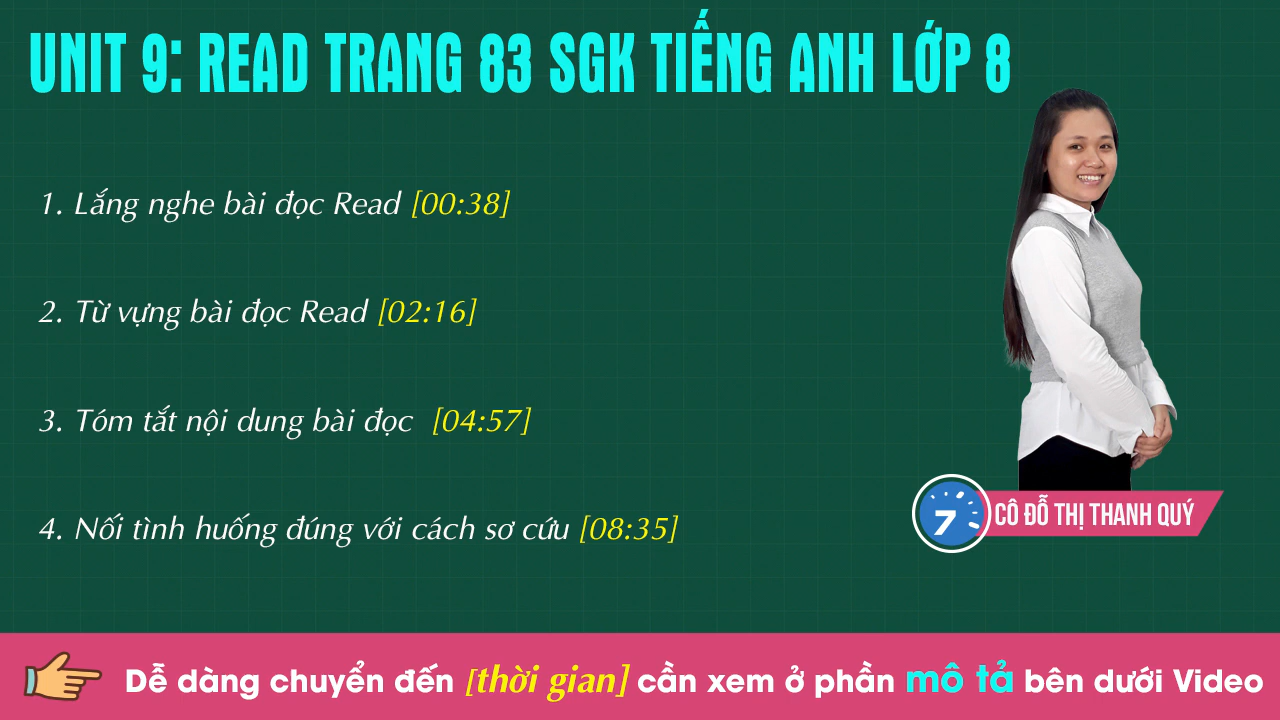 UNIT 9: READ TRANG 83 SGK TIẾNG ANH LỚP 8
1. Lắng nghe bài đọc Read [00:38]
2. Từ vựng bài đọc Read [02:16]
3. Tóm tắt nội dung bài đọc [04:57]
4. Nối tình huống đúng với cách sơ cứu [08:35]
7 CÔ ĐỖ THỊ THANH QUÝ
Dễ dàng chuyển đến [thời gian] cần xem ở phần mô tả bên dưới Video